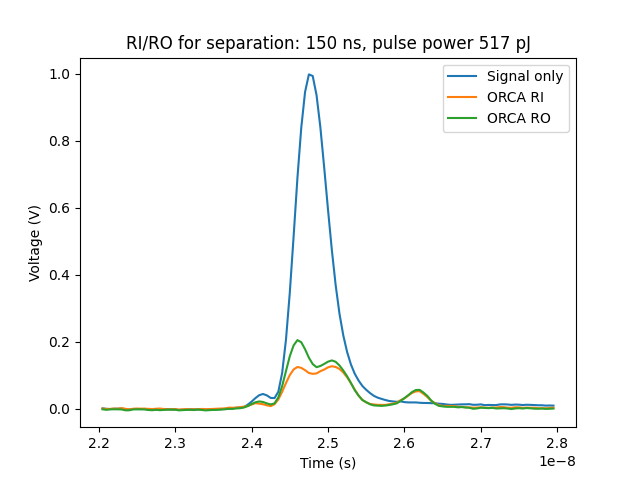 RI/RO for separation: 150 ns, pulse power 517 pJ
Signal only
ORCA RI
ORCA RO
Voltage (V)
1.0
0.8
0.6
0.4
0.2
0.0
2.2 2.3 2.4 2.5 2.6 2.7 2.8
1e−8
Time (s)